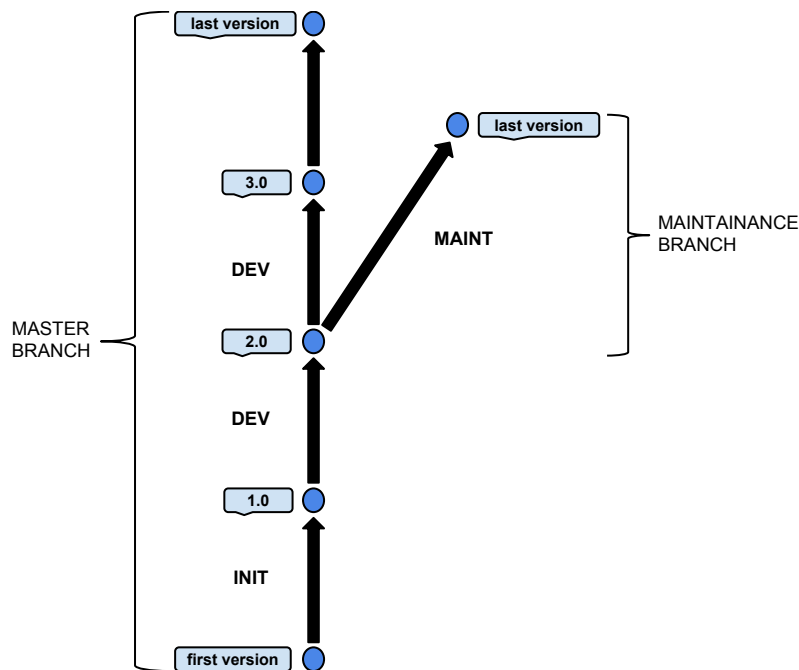 last version
last version
3.0
MAINTAINANCE
BRANCH
MAINT
DEV
MASTER
BRANCH
2.0
DEV
1.0
INIT
first version